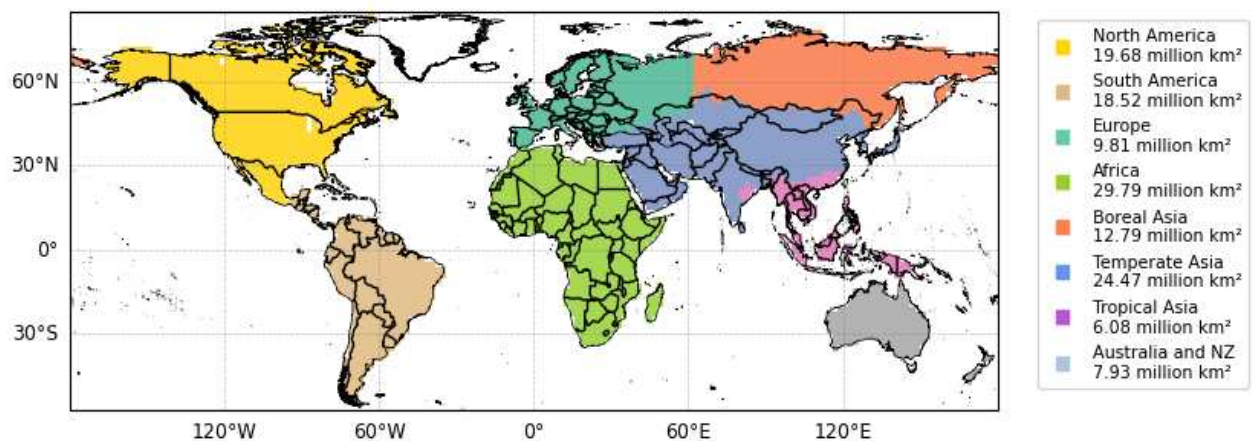 60°N
30°N
0°
30°S
120°W
60°W
0°
60°E
120°E
North America
19.68 million km²
South America
18.52 million km²
Europe
9.81 million km²
Africa
29.79 million km²
Boreal Asia
12.79 million km²
Temperate Asia
24.47 million km²
Tropical Asia
6.08 million km²
Australia and NZ
7.93 million km²